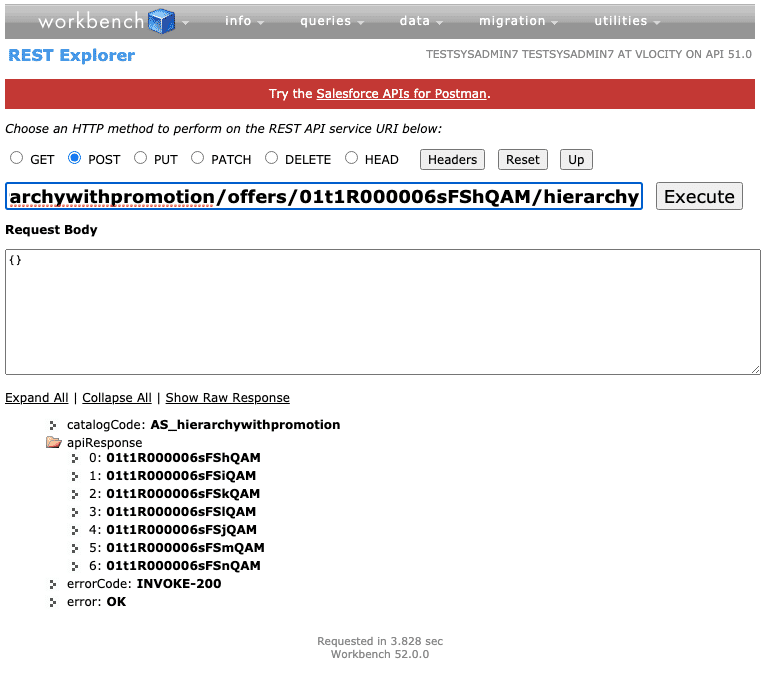 workbench info queries data migration utilities
REST Explorer TESTSYSADMIN7 TESTSYSADMIN7 AT VLOCITY ON API 51.0
Try the Salesforce APIs for Postman.
Choose an HTTP method to perform on the REST API service URI below:
GET POST PUT PATCH DELETE HEAD Headers Reset Up
archywithpromotion/offers/01t1R000006sFShQAM/hierarchy Execute
Request Body
{}
Expand All | Collapse All | Show Raw Response
catalogCode: AS_hierarchywithpromotion
apiResponse
0: 01t1R000006sFShQAM
1: 01t1R000006sFSiQAM
2: 01t1R000006sFSkQAM
3: 01t1R000006sFSlQAM
4: 01t1R000006sFSjQAM
5: 01t1R000006sFSmQAM
6: 01t1R000006sFSnQAM
errorCode: INVOKE-200
error: OK
Requested in 3.828 sec
Workbench 52.0.0